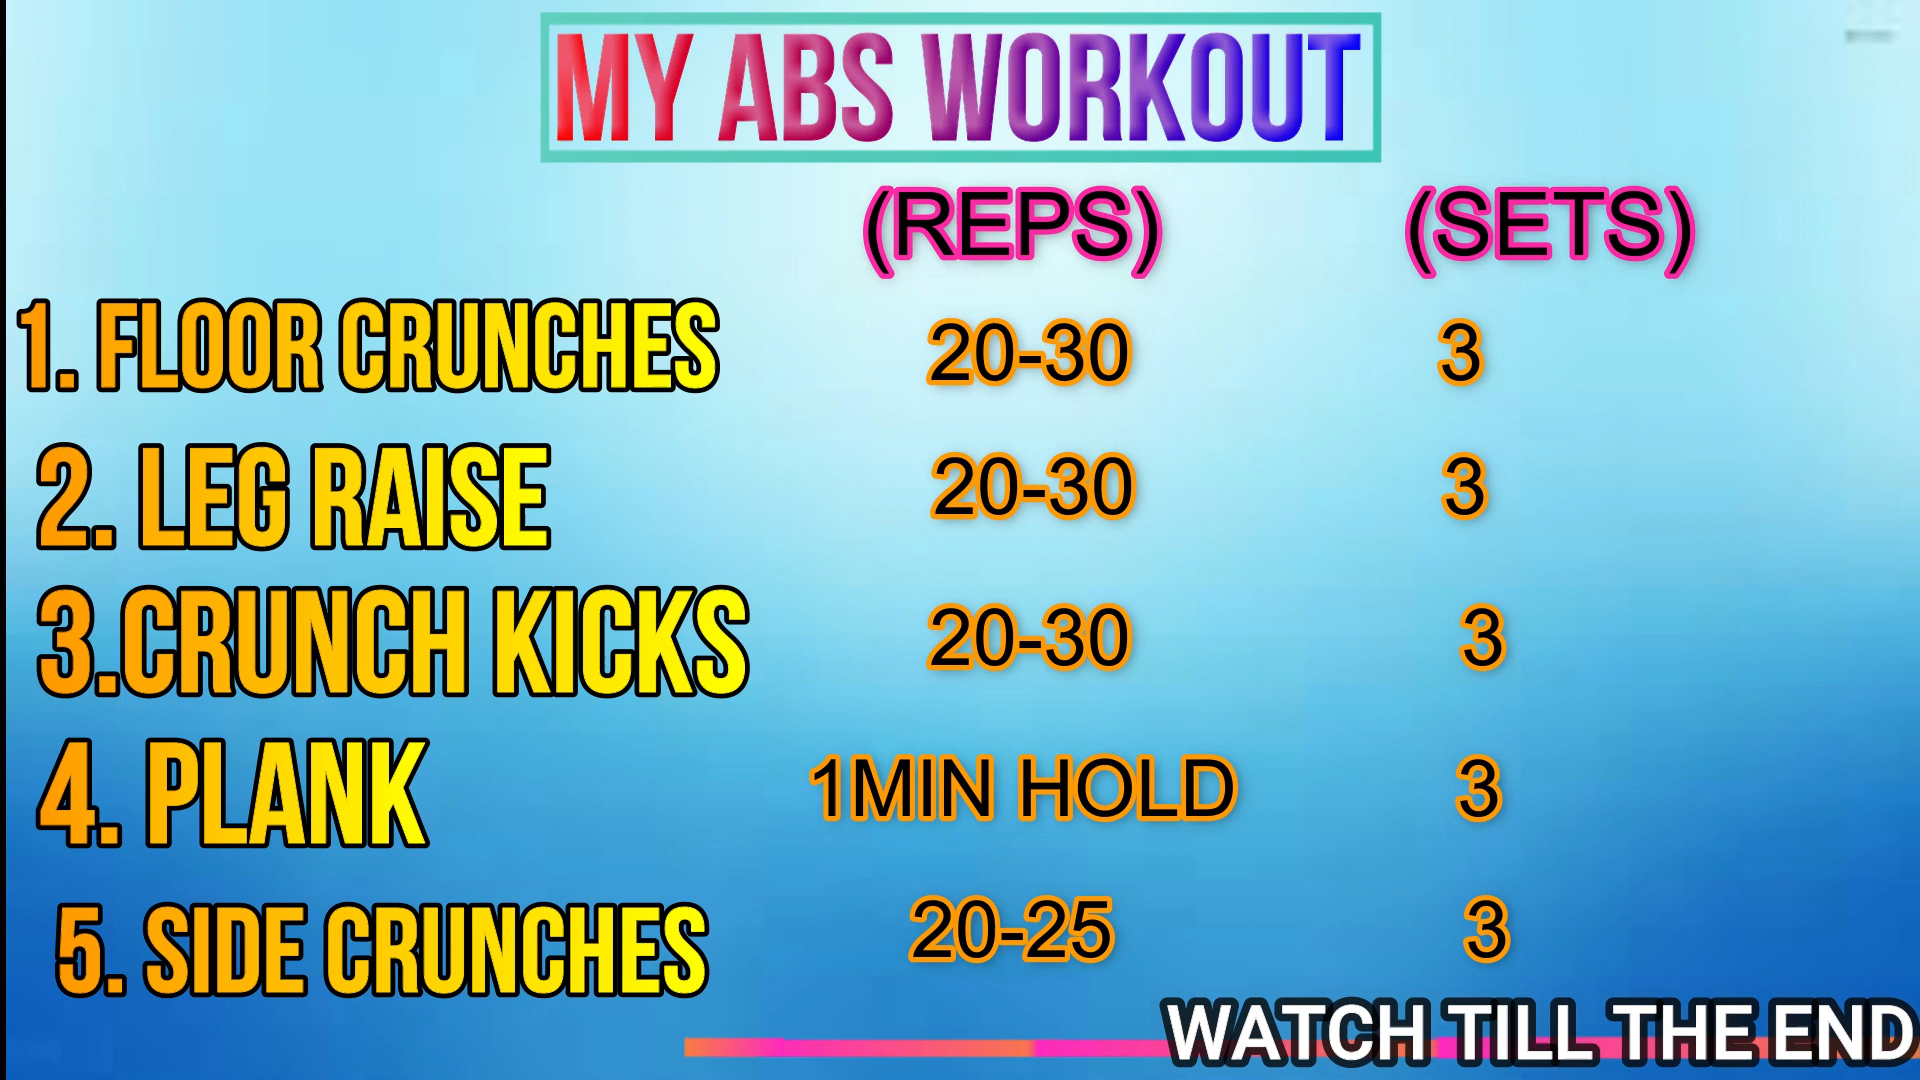 MY ABS WORKOUT
(REPS) (SETS)
1. FLOOR CRUNCHES 20-30 3
2. LEG RAISE 20-30 3
3.CRUNCH KICKS 20-30 3
4. PLANK 1MIN HOLD 3
5. SIDE CRUNCHES 20-25 3
WATCH TILL THE END